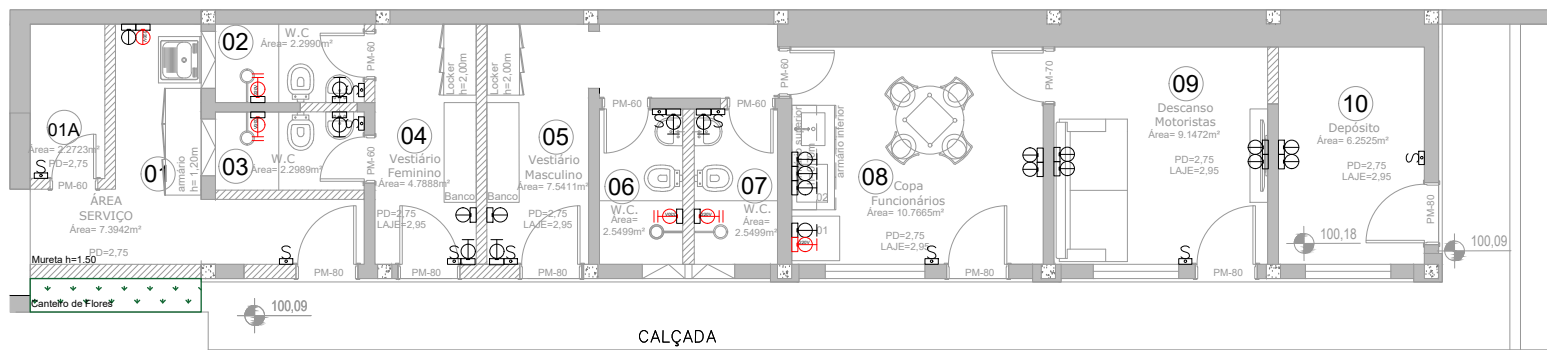 01A
Área= 2.2723m²
PD=2,75
S
PM-60
ÁREA
SERVIÇO
Área= 7.3942m²
PD=2,75
Mureta h=1.50
Canteiro de Flores
01
armário
h= 1,20m
02
W.C
Área= 2.2990m²
PM-60
S
03
W.C
Área= 2.2989m²
PM-60
S
S
PM-80
Locker
h=2,00m
04
Vestiário
Feminino
Área= 4.7888m²
Banco
PD=2,75
LAJE=2,95
PM-80
S
Locker
h=2,00m
05
Vestiário
Masculino
Área= 7.5411m²
Banco
PD=2,75
LAJE=2,95
S
PM-80
PM-60
S
06
W.C.
Área=
2.5499m²
PM-60
S
07
W.C.
Área=
2.5499m²
PM-60
armário inferior
02
01
08
Copa
Funcionários
Área= 10.7665m²
PD=2,75
LAJE=2,95
S
PM-80
PM-70
09
Descanso
Motoristas
Área= 9.1472m²
PD=2,75
LAJE=2,95
S
PM-80
10
Depósito
Área= 6.2525m²
PD=2,75
LAJE=2,95
S
PM-80
100,18
100,09
100,09
CALÇADA